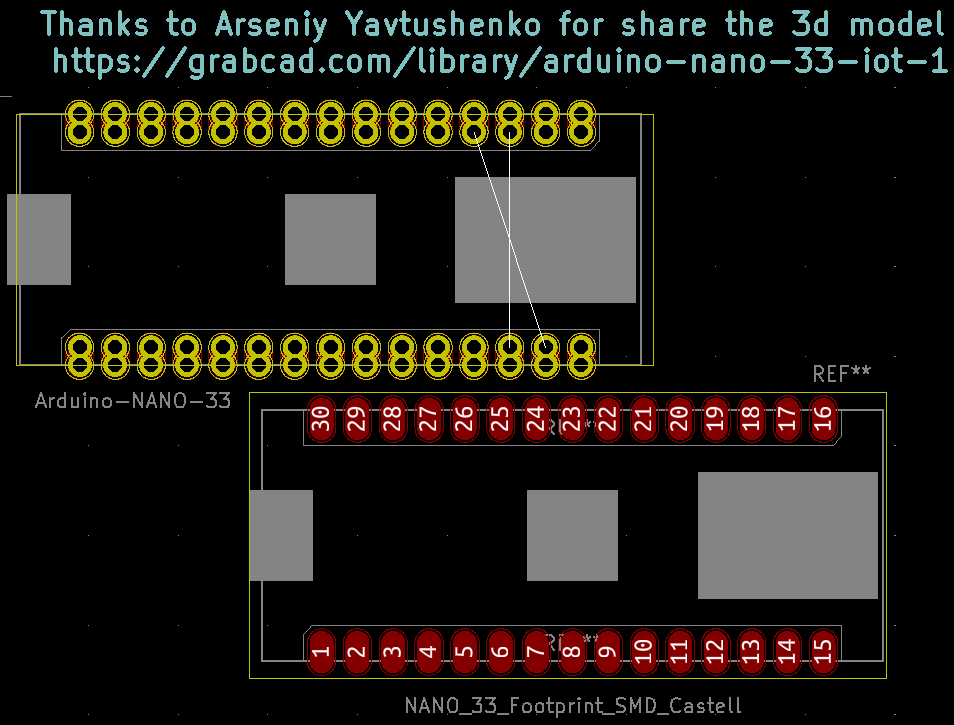 Thanks to Arseniy Yavtushenko for share the 3d model
https://grabcad.com/library/arduino-nano-33-iot-1
REF**
Arduino-NANO-33
30 29 28 27 26 25 24 23 22 21 20 19 18 17 16
1 2 3 4 5 6 7 8 9 10 11 12 13 14 15
NANO_33_Footprint_SMD_Castell